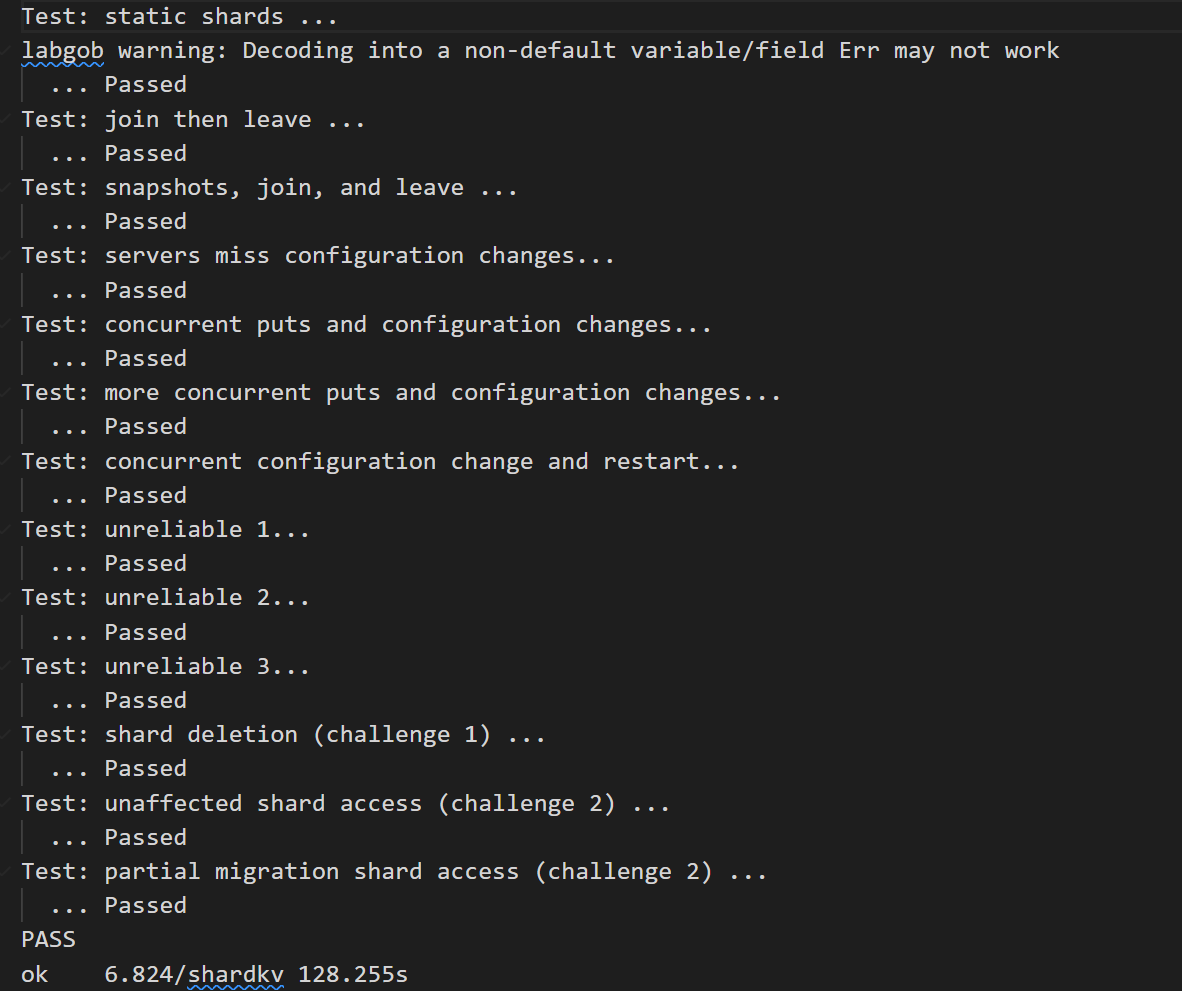 Test: static shards ...
labgob warning: Decoding into a non-default variable/field Err may not work
  ... Passed
Test: join then leave ...
  ... Passed
Test: snapshots, join, and leave ...
  ... Passed
Test: servers miss configuration changes...
  ... Passed
Test: concurrent puts and configuration changes...
  ... Passed
Test: more concurrent puts and configuration changes...
  ... Passed
Test: concurrent configuration change and restart...
  ... Passed
Test: unreliable 1...
  ... Passed
Test: unreliable 2...
  ... Passed
Test: unreliable 3...
  ... Passed
Test: shard deletion (challenge 1) ...
  ... Passed
Test: unaffected shard access (challenge 2) ...
  ... Passed
Test: partial migration shard access (challenge 2) ...
  ... Passed
PASS
ok    6.824/shardkv 128.255s